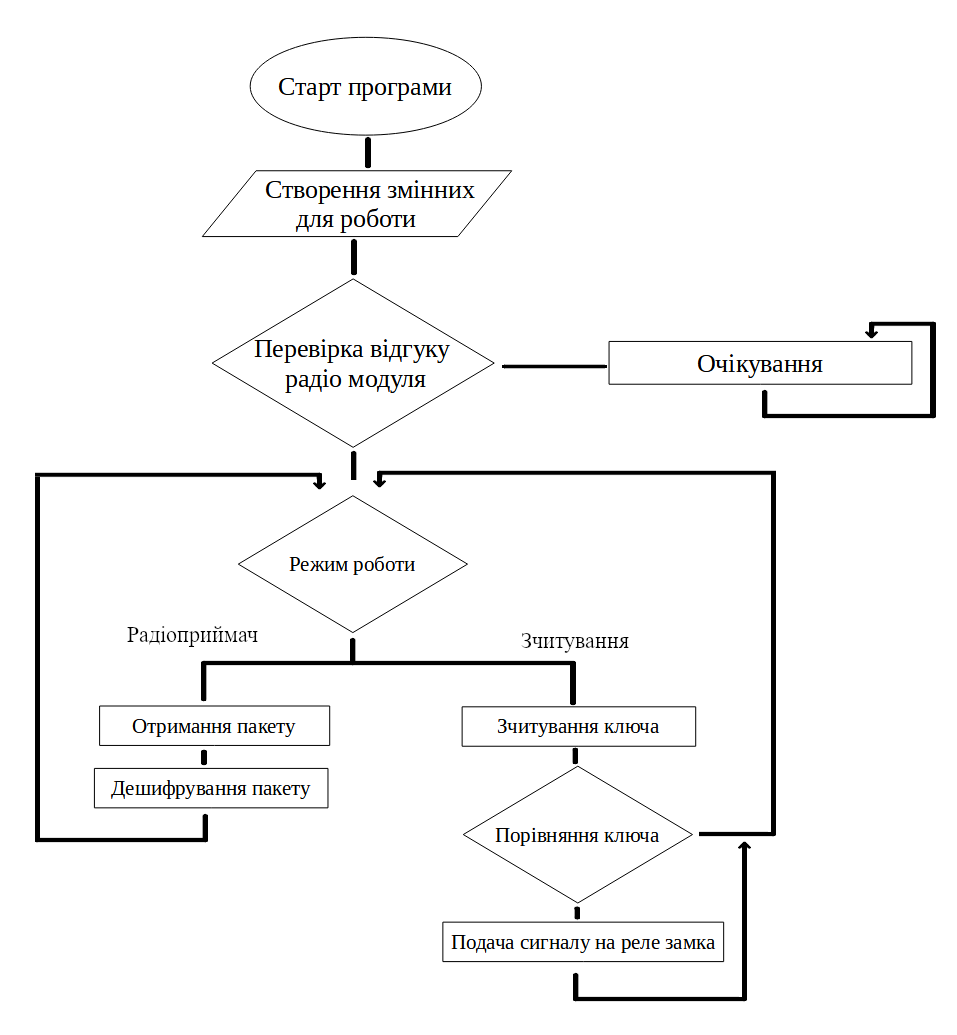 Старт програми
Створення змінних
для роботи
Перевірка відгуку
радіо модуля
Очікування
Режим роботи
Радіоприймач
Зчитування
Отримання пакету
Зчитування ключа
Дешифрування пакету
Порівняння ключа
Подача сигналу на реле замка